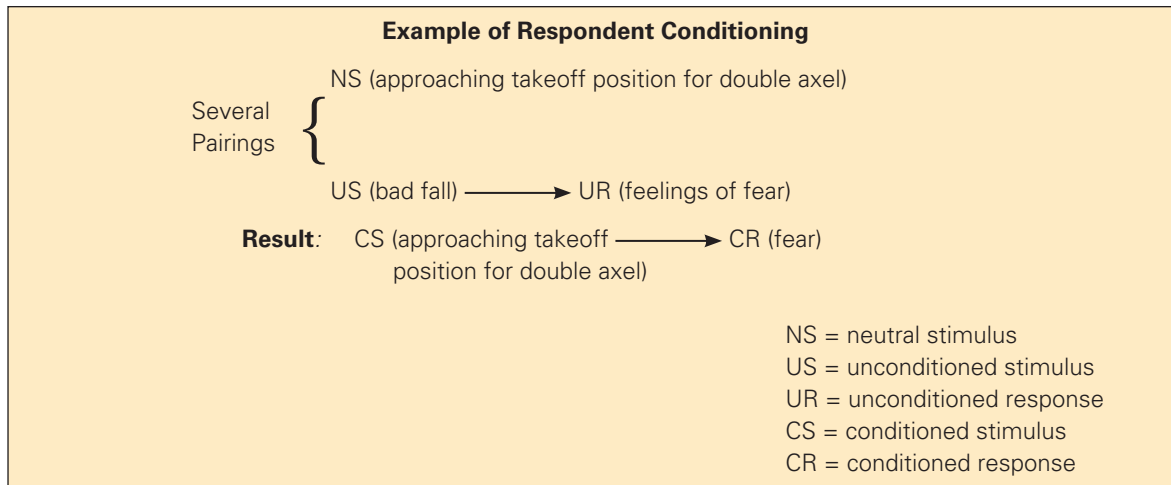 Example of Respondent Conditioning
NS (approaching takeoff position for double axel)
Several
Pairings {
US (bad fall) ⟶ UR (feelings of fear)
Result: CS (approaching takeoff ⟶ CR (fear)
position for double axel)
NS = neutral stimulus
US = unconditioned stimulus
UR = unconditioned response
CS = conditioned stimulus
CR = conditioned response